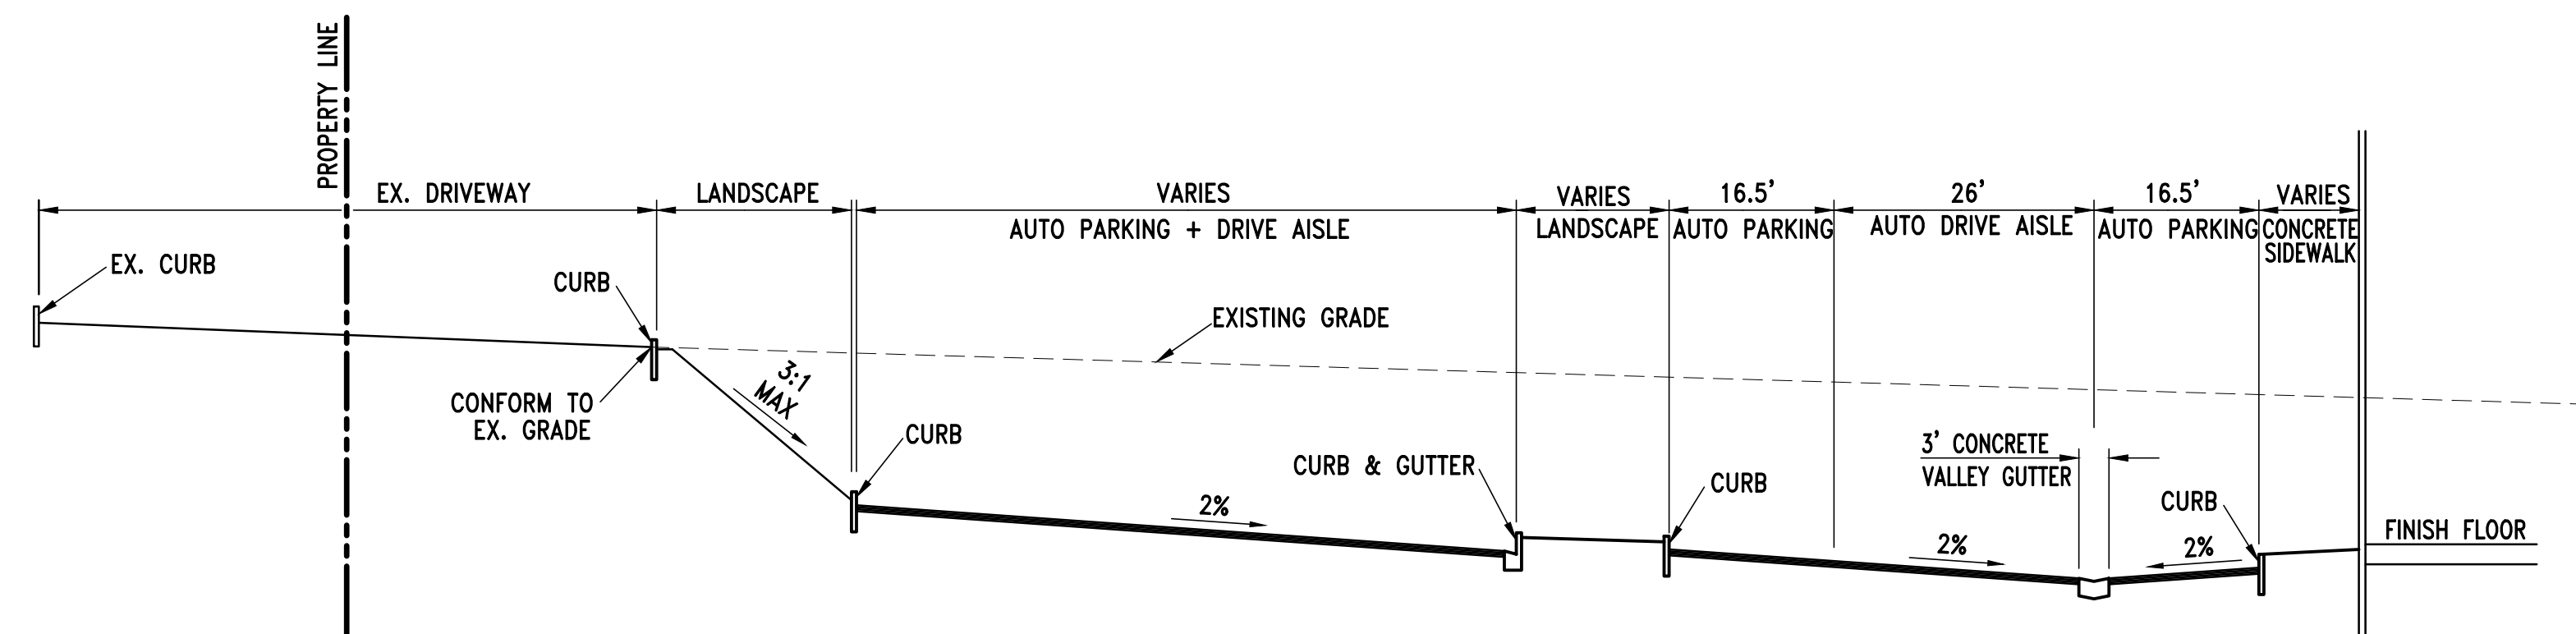 PROPERTY LINE
EX. DRIVEWAY
LANDSCAPE
VARIES
AUTO PARKING + DRIVE AISLE
VARIES
LANDSCAPE
16.5'
AUTO PARKING
26'
AUTO DRIVE AISLE
16.5'
AUTO PARKING
VARIES
CONCRETE
SIDEWALK
EX. CURB
CURB
EXISTING GRADE
CONFORM TO
EX. GRADE
3:1
MAX
CURB
CURB & GUTTER
2%
CURB
3' CONCRETE
VALLEY GUTTER
2%
CURB
2%
FINISH FLOOR